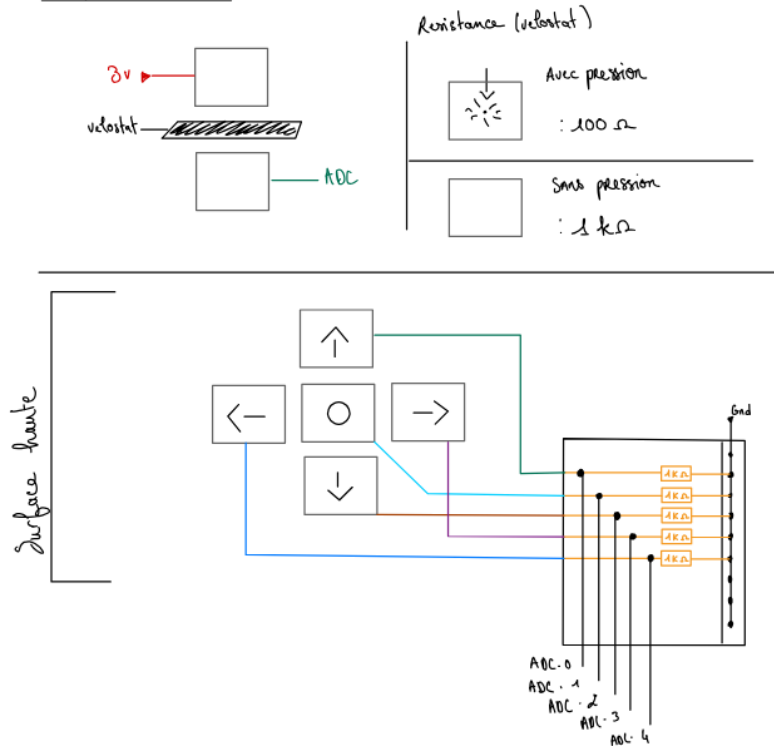 Resistance (velostat)
3v
velostat
ADC
Avec pression
: 100 Ω
Sans pression
: 1 kΩ
Surface haute
Gnd
1KΩ
1KΩ
1KΩ
1KΩ
1KΩ
ADC.0
ADC.1
ADC.2
ADC.3
ADC.4